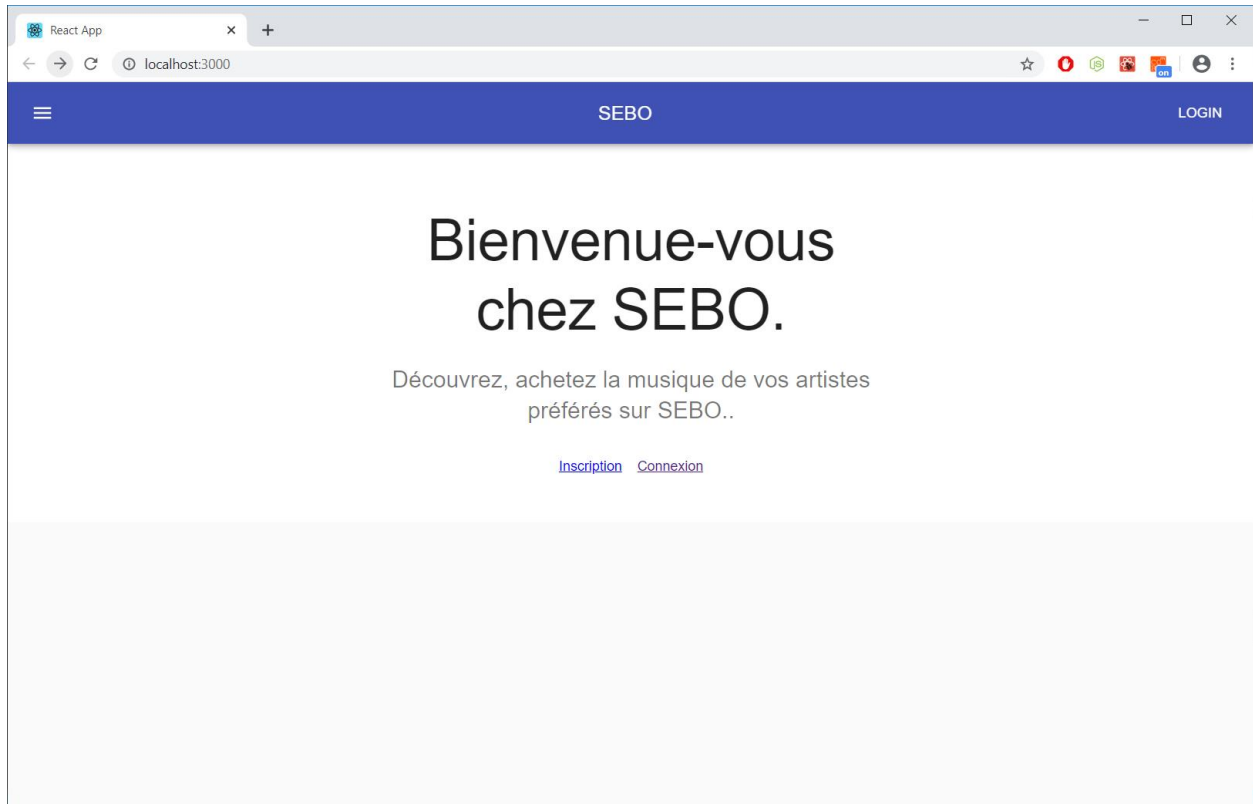 React App
localhost:3000
on
SEBO
LOGIN
Bienvenue-vous
chez SEBO.
Découvrez, achetez la musique de vos artistes
préférés sur SEBO..
Inscription Connexion